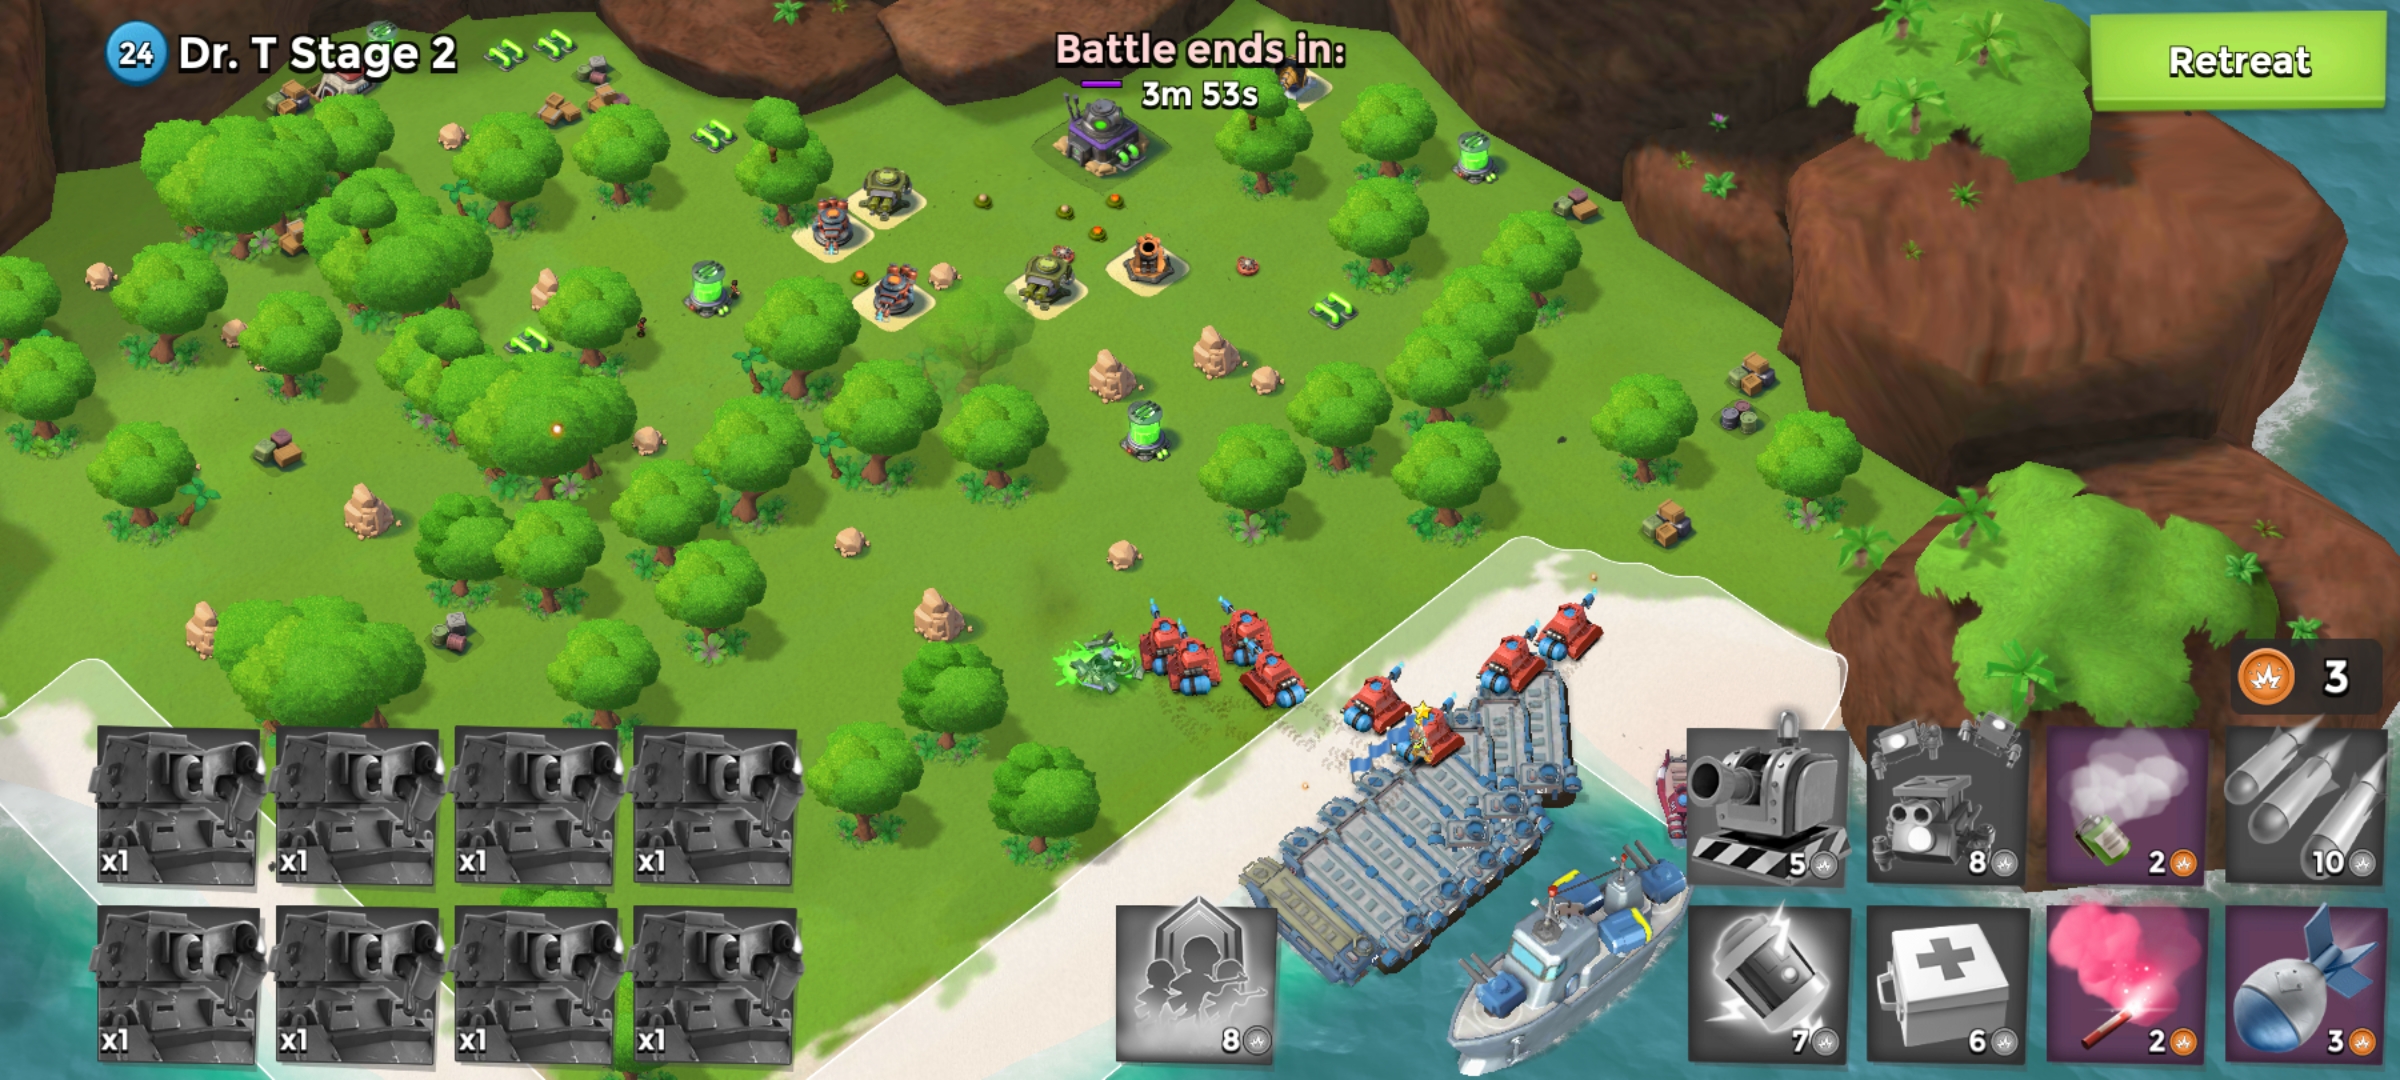 24 Dr. T Stage 2
Battle ends in:
3m 53s
Retreat
3
x1 x1 x1 x1
5 8 2 10
x1 x1 x1 x1
8 7 6 2 3